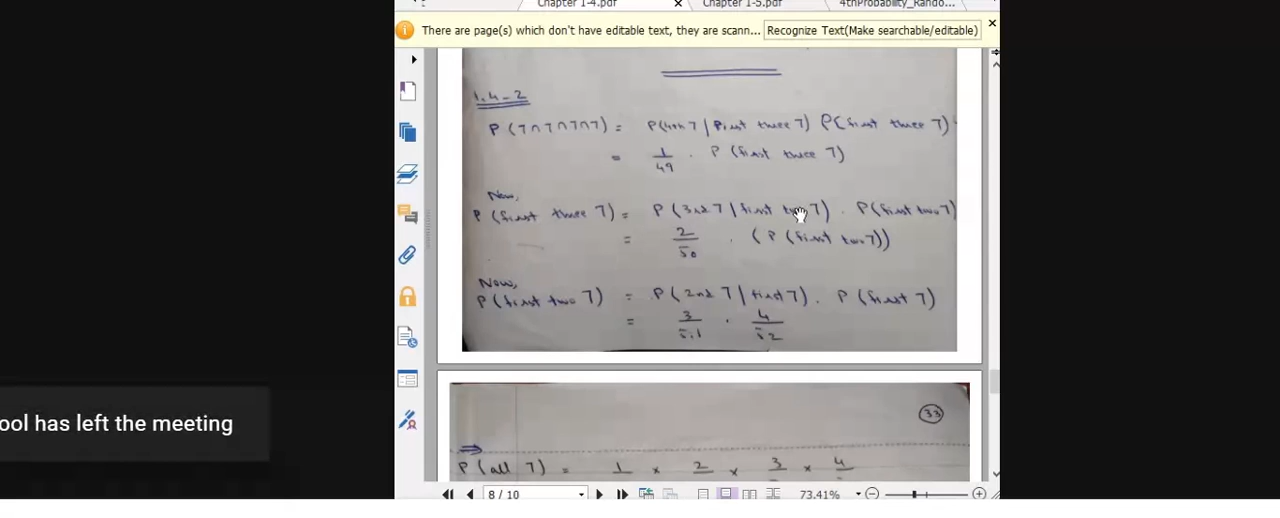 Chapter 1-4.pdf × Chapter 1-5.pdf 4thProbability_Rando...
There are page(s) which don't have editable text, they are scann... Recognize Text(Make searchable/editable)
1.4-2
P(7∩7∩7∩7) = P(4th 7 | first three 7) P(first three 7)
= 1/49 . P(first three 7)
Now,
P(first three 7) = P(3rd 7 | first two 7) . P(first two 7)
= 2/50 . (P(first two 7))
Now,
P(first two 7) = P(2nd 7 | first 7) . P(first 7)
= 3/51 . 4/52
ool has left the meeting
33
⇒
P(all 7) = 1 × 2 × 3 × 4
8 / 10 73.41%